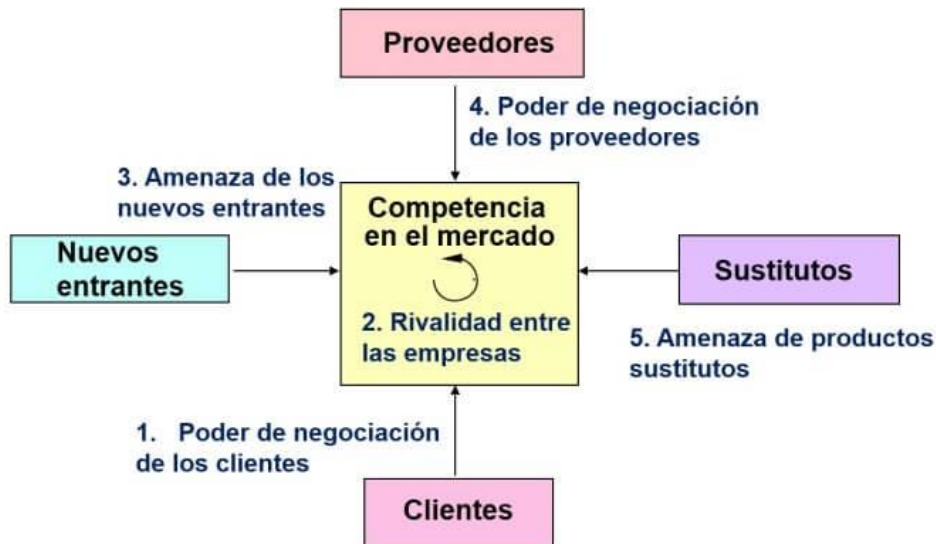 Proveedores
4. Poder de negociación
de los proveedores
3. Amenaza de los
nuevos entrantes
Competencia
en el mercado
Nuevos
entrantes
Sustitutos
2. Rivalidad entre
las empresas
5. Amenaza de productos
sustitutos
1. Poder de negociación
de los clientes
Clientes